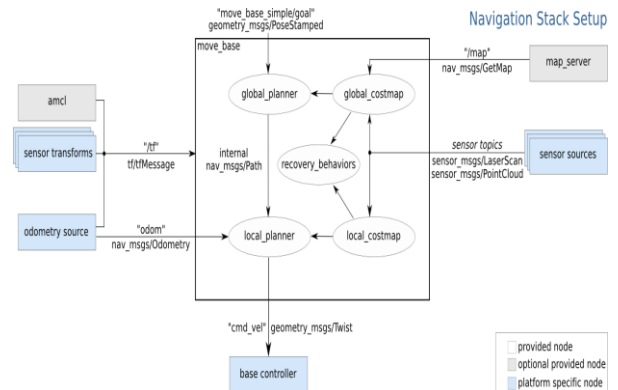 "move_base_simple/goal"
geometry_msgs/PoseStamped
Navigation Stack Setup
move_base
"/map"
nav_msgs/GetMap
map_server
global_planner
global_costmap
amcl
sensor transforms
"/tf"
tf/tfMessage
internal
nav_msgs/Path
recovery_behaviors
sensor topics
sensor_msgs/LaserScan
sensor_msgs/PointCloud
sensor sources
odometry source
"odom"
nav_msgs/Odometry
local_planner
local_costmap
"cmd_vel" geometry_msgs/Twist
base controller
provided node
optional provided node
platform specific node